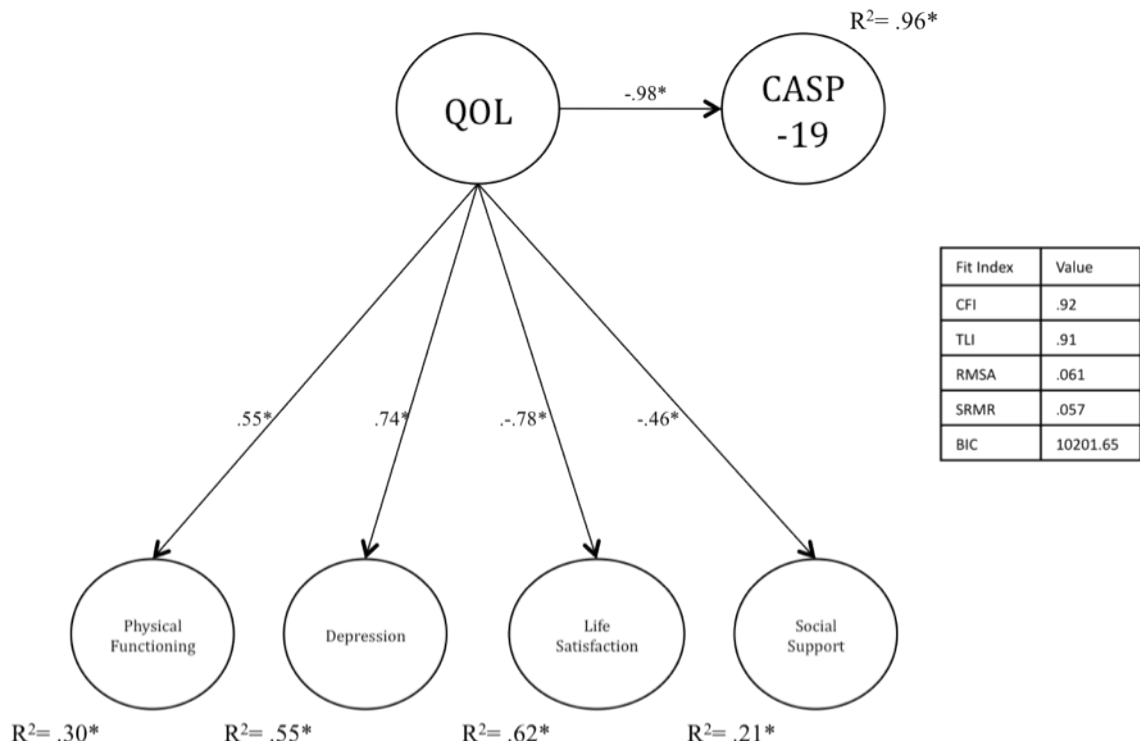 R²= .96*
QOL
-.98*
CASP
-19
Fit Index Value
CFI .92
TLI .91
RMSA .061
SRMR .057
BIC 10201.65
.55*
.74*
.-.78*
-.46*
Physical
Functioning
Depression
Life
Satisfaction
Social
Support
R²= .30*
R²= .55*
R²= .62*
R²= .21*